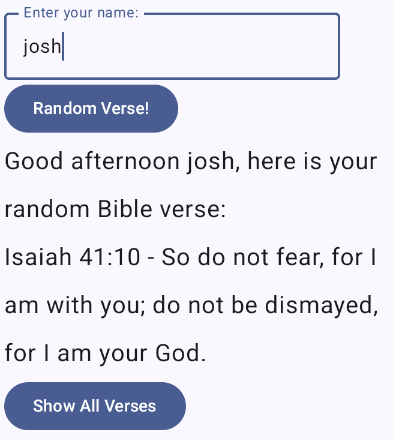 Enter your name:
josh
Random Verse!
Good afternoon josh, here is your
random Bible verse:
Isaiah 41:10 - So do not fear, for I
am with you; do not be dismayed,
for I am your God.
Show All Verses